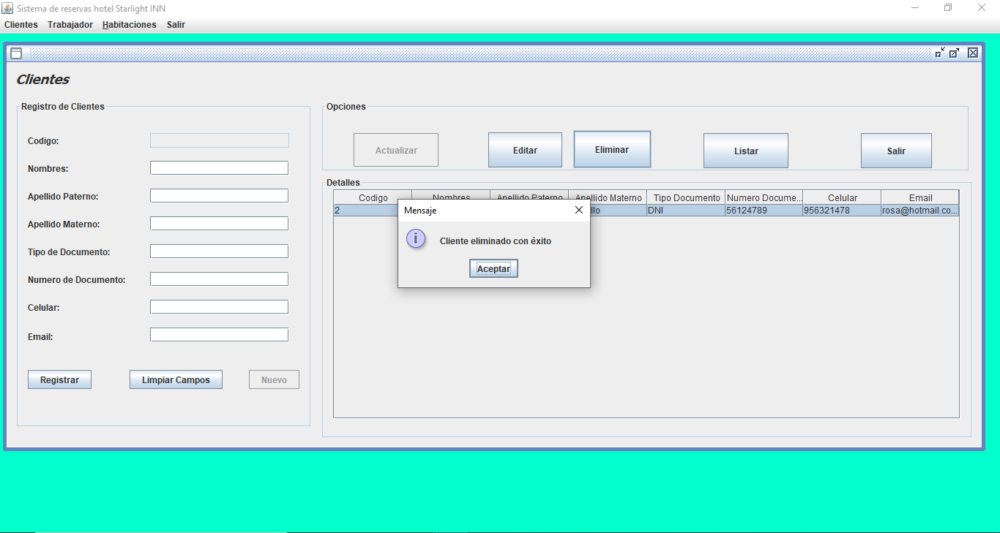 Sistema de reservas hotel Starlight INN
Clientes Trabajador Habitaciones Salir
Clientes
Registro de Clientes
Codigo:
Nombres:
Apellido Paterno:
Apellido Materno:
Tipo de Documento:
Numero de Documento:
Celular:
Email:
Registrar Limpiar Campos Nuevo
Opciones
Actualizar Editar Eliminar Listar Salir
Detalles
Codigo Nombres Apellido Paterno Apellido Materno Tipo Documento Numero Docume... Celular Email
2 llo DNI 56124789 956321478 rosa@hotmail.co...
Mensaje
Cliente eliminado con éxito
Aceptar